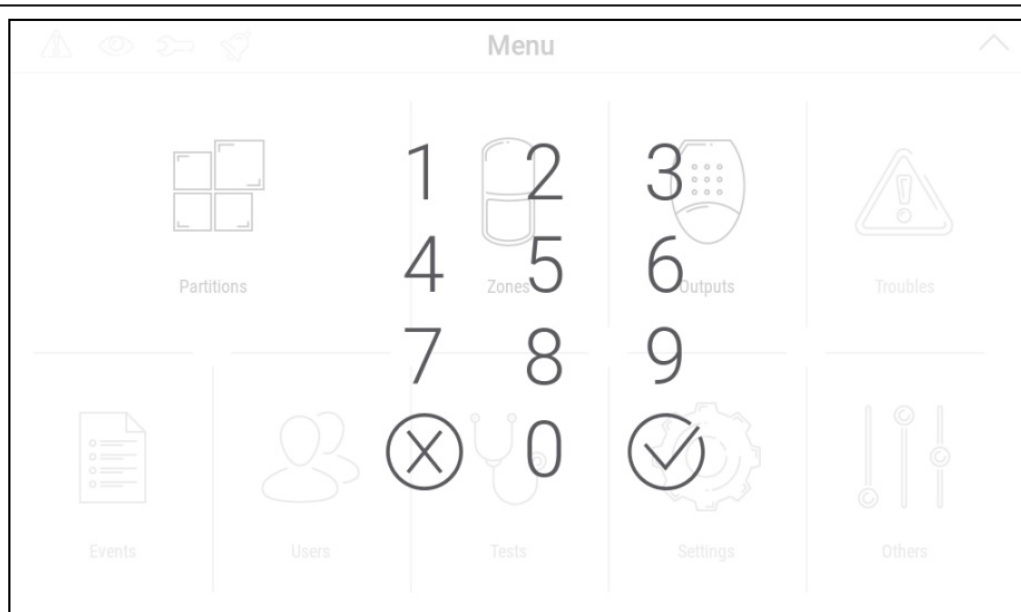 Menu
1 2 3
4 5 6
Partitions Zones Outputs Troubles
7 8 9
0
Events Users Tests Settings Others